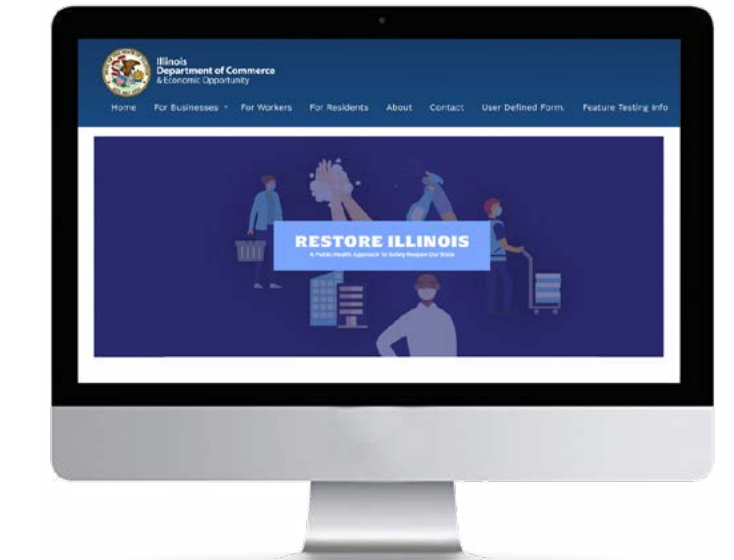 Illinois
Department of Commerce
& Economic Opportunity
Home For Businesses For Workers For Residents About Contact User Defined Form. Feature Testing Info
RESTORE ILLINOIS
A Public Health Approach To Safely Reopen Our State